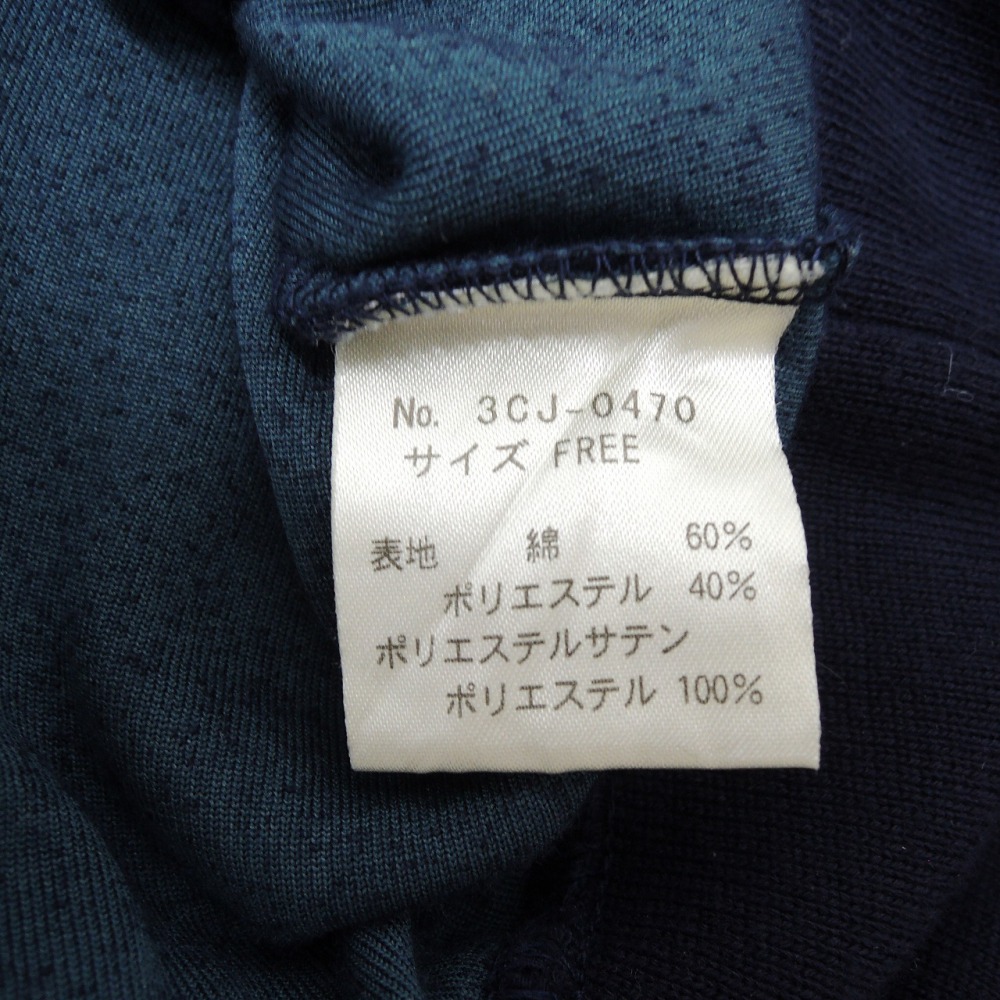 No. 3CJ-0470
サイズ FREE
表地 綿 60%
ポリエステル 40%
ポリエステルサテン
ポリエステル 100%